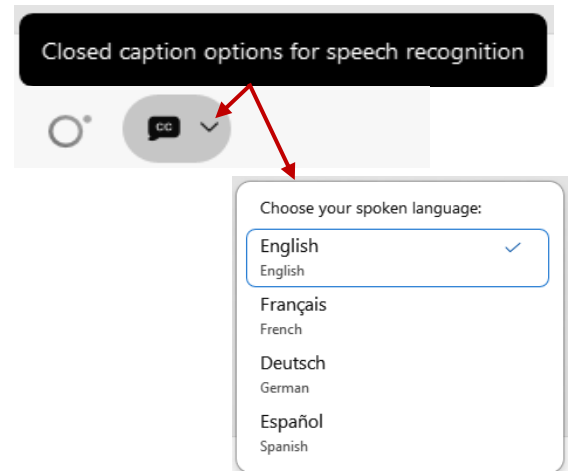 Closed caption options for speech recognition
CC
Choose your spoken language:
English
English
Français
French
Deutsch
German
Español
Spanish